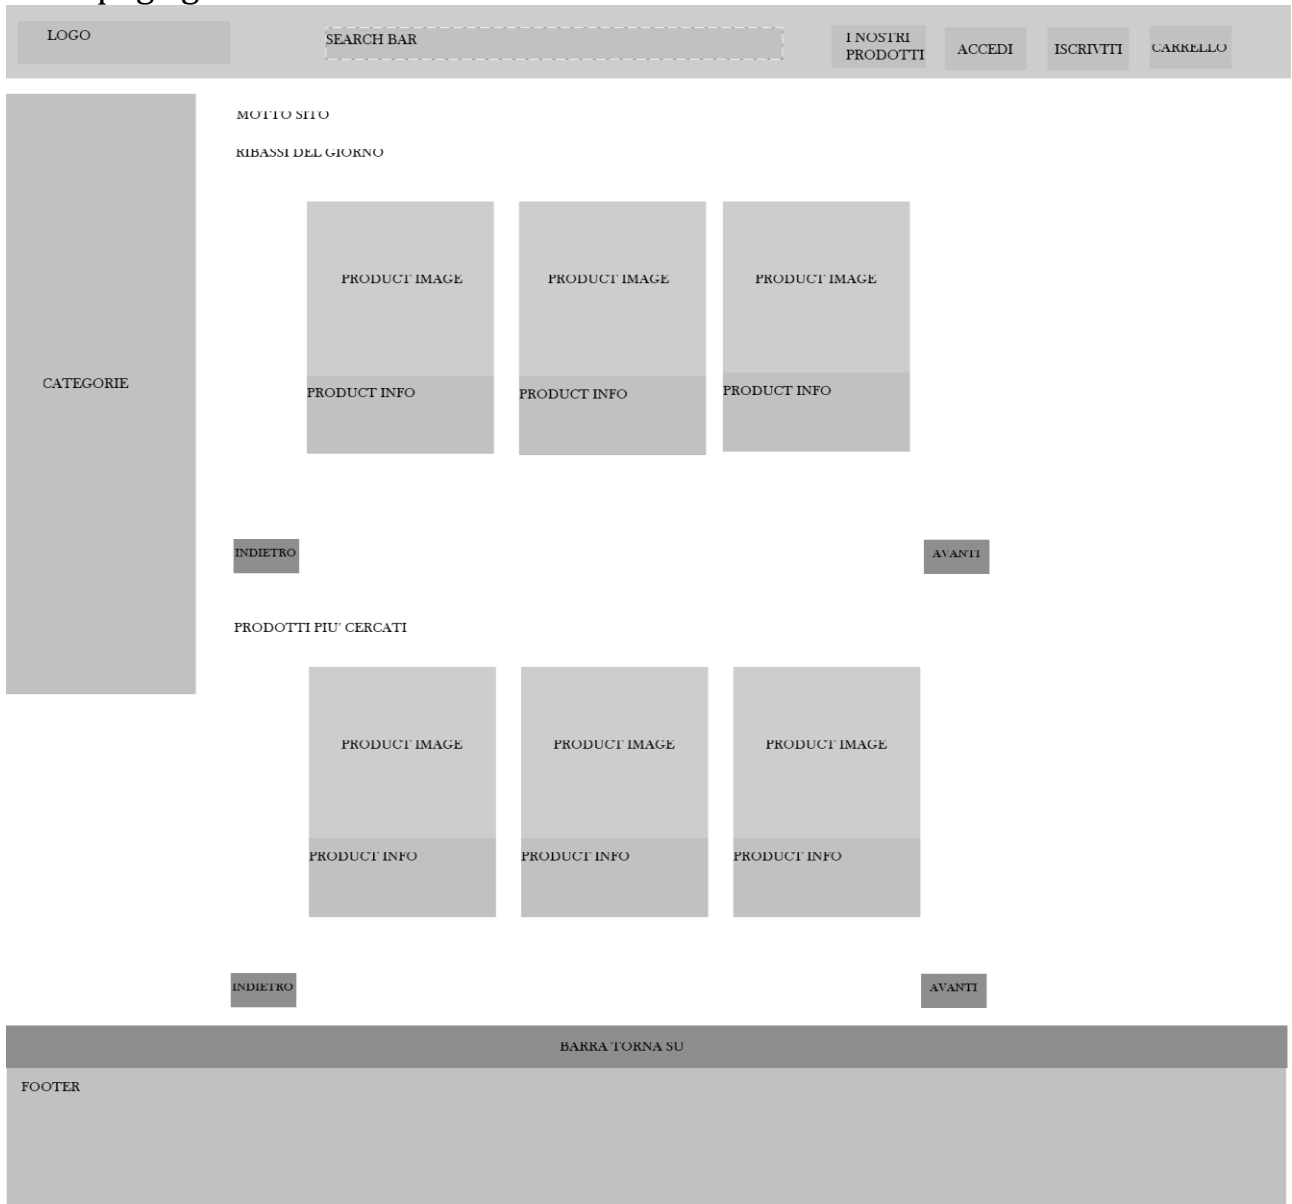 LOGO
SEARCH BAR
I NOSTRI
PRODOTTI
ACCEDI
ISCRIVITI
CARRELLO
MOTTO SITO
RIBASSI DEL GIORNO
PRODUCT IMAGE
PRODUCT IMAGE
PRODUCT IMAGE
CATEGORIE
PRODUCT INFO
PRODUCT INFO
PRODUCT INFO
INDIETRO
AVANTI
PRODOTTI PIU' CERCATI
PRODUCT IMAGE
PRODUCT IMAGE
PRODUCT IMAGE
PRODUCT INFO
PRODUCT INFO
PRODUCT INFO
INDIETRO
AVANTI
BARRA TORNA SU
FOOTER